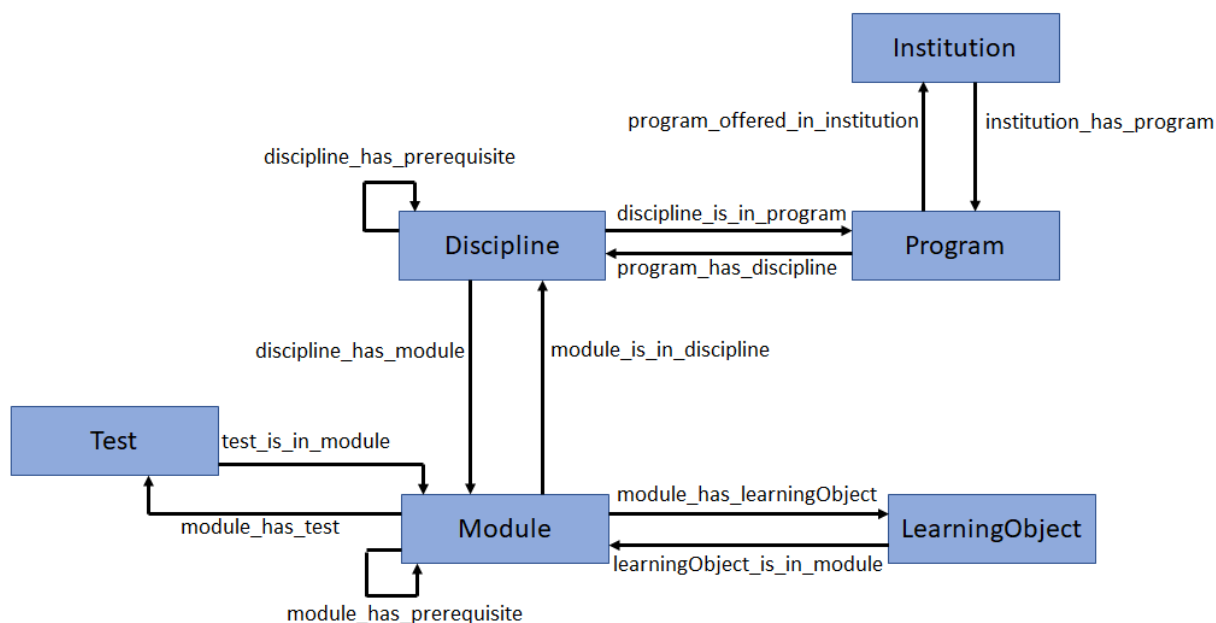 Institution
program_offered_in_institution
institution_has_program
discipline_has_prerequisite
discipline_is_in_program
Discipline
Program
program_has_discipline
discipline_has_module
module_is_in_discipline
Test
test_is_in_module
module_has_learningObject
module_has_test
Module
LearningObject
learningObject_is_in_module
module_has_prerequisite